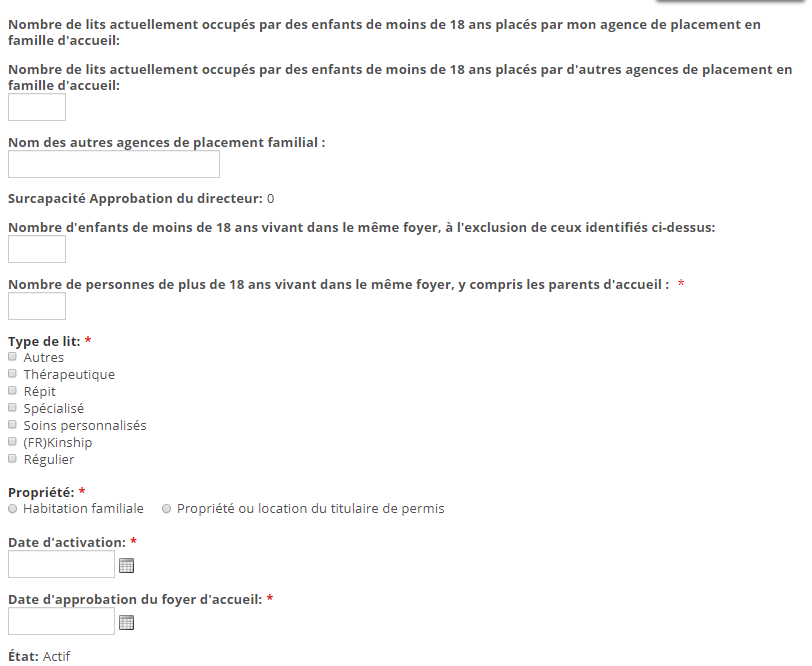 Nombre de lits actuellement occupés par des enfants de moins de 18 ans placés par mon agence de placement en
famille d'accueil:
Nombre de lits actuellement occupés par des enfants de moins de 18 ans placés par d'autres agences de placement en
famille d'accueil:
Nom des autres agences de placement familial :
Surcapacité Approbation du directeur: 0
Nombre d'enfants de moins de 18 ans vivant dans le même foyer, à l'exclusion de ceux identifiés ci-dessus:
Nombre de personnes de plus de 18 ans vivant dans le même foyer, y compris les parents d'accueil : *
Type de lit: *
Autres
Thérapeutique
Répit
Spécialisé
Soins personnalisés
(FR)Kinship
Régulier
Propriété: *
Habitation familiale Propriété ou location du titulaire de permis
Date d'activation: *
Date d'approbation du foyer d'accueil: *
État: Actif